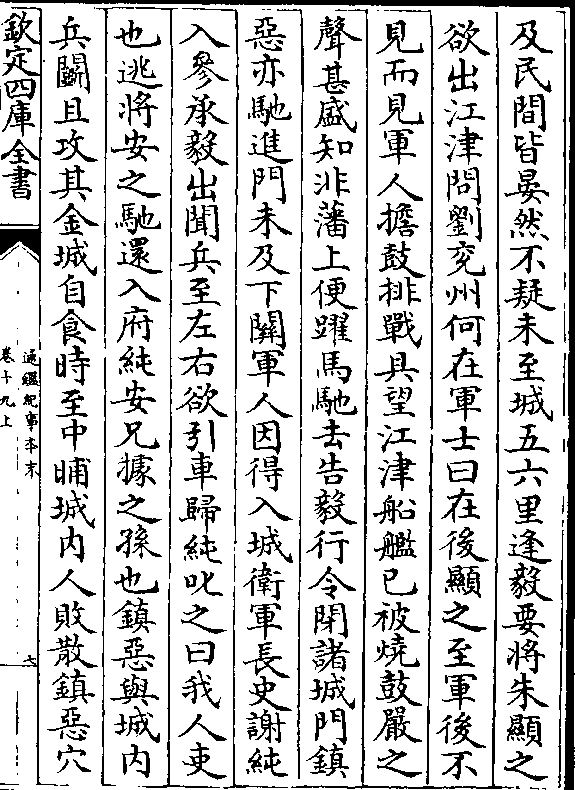 及民間皆晏然不疑未至城五六里逢毅要將朱顯之
欲出江津問劉兖州何在軍士曰在後顯之至軍後不
見而見軍人擔鼓排戰具望江津船艦已被燒鼓嚴之
聲甚盛知非藩上便躍馬馳去告毅行令閉諸城門鎮
惡亦馳進門未及下關軍人因得入城衛軍長史謝純
入參承毅出聞兵至左右欲引車歸純叱之曰我人吏
也逃將安之馳還入府純安兄據之孫也鎮惡與城内
兵鬬且攻其金城自食時至中晡城内人敗散鎮惡穴
欽定四庫全書
通鑑紀事本末
卷十九上
六